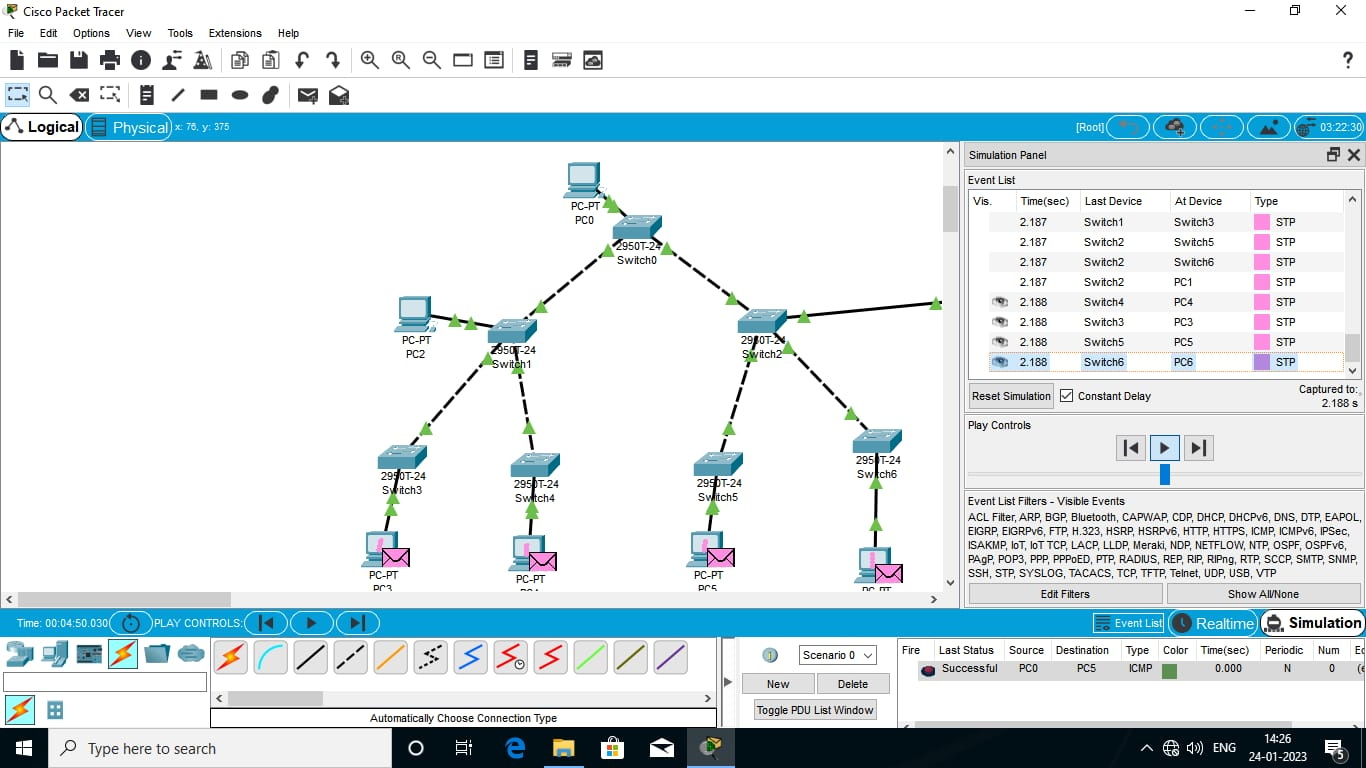 Cisco Packet Tracer
File Edit Options View Tools Extensions Help
Logical Physical x: 76, y: 375 [Root] 03:22:30
PC-PT
PC0
2950T-24
Switch0
PC-PT
PC2
2950T-24
Switch1
2950T-24
Switch2
2950T-24
Switch3
2950T-24
Switch4
2950T-24
Switch5
2950T-24
Switch6
PC-PT
PC3
PC-PT
PC-PT
PC5
PC-PT
Simulation Panel
Event List
Vis. Time(sec) Last Device At Device Type
2.187 Switch1 Switch3 STP
2.187 Switch2 Switch5 STP
2.187 Switch2 Switch6 STP
2.187 Switch2 PC1 STP
2.188 Switch4 PC4 STP
2.188 Switch3 PC3 STP
2.188 Switch5 PC5 STP
2.188 Switch6 PC6 STP
Reset Simulation Constant Delay Captured to:
2.188 s
Play Controls
Event List Filters - Visible Events
ACL Filter, ARP, BGP, Bluetooth, CAPWAP, CDP, DHCP, DHCPv6, DNS, DTP, EAPOL,
EIGRP, EIGRPv6, FTP, H.323, HSRP, HSRPv6, HTTP, HTTPS, ICMP, ICMPv6, IPSec,
ISAKMP, IoT, IoT TCP, LACP, LLDP, Meraki, NDP, NETFLOW, NTP, OSPF, OSPFv6,
PAgP, POP3, PPP, PPPoED, PTP, RADIUS, REP, RIP, RIPng, RTP, SCCP, SMTP, SNMP,
SSH, STP, SYSLOG, TACACS, TCP, TFTP, Telnet, UDP, USB, VTP
Edit Filters Show All/None
Time: 00:04:50.030 PLAY CONTROLS: Event List Realtime Simulation
Scenario 0
New Delete
Toggle PDU List Window
Automatically Choose Connection Type
Fire Last Status Source Destination Type Color Time(sec) Periodic Num Ed
Successful PC0 PC5 ICMP 0.000 N 0 (e
Type here to search
ENG 14:26
24-01-2023 5